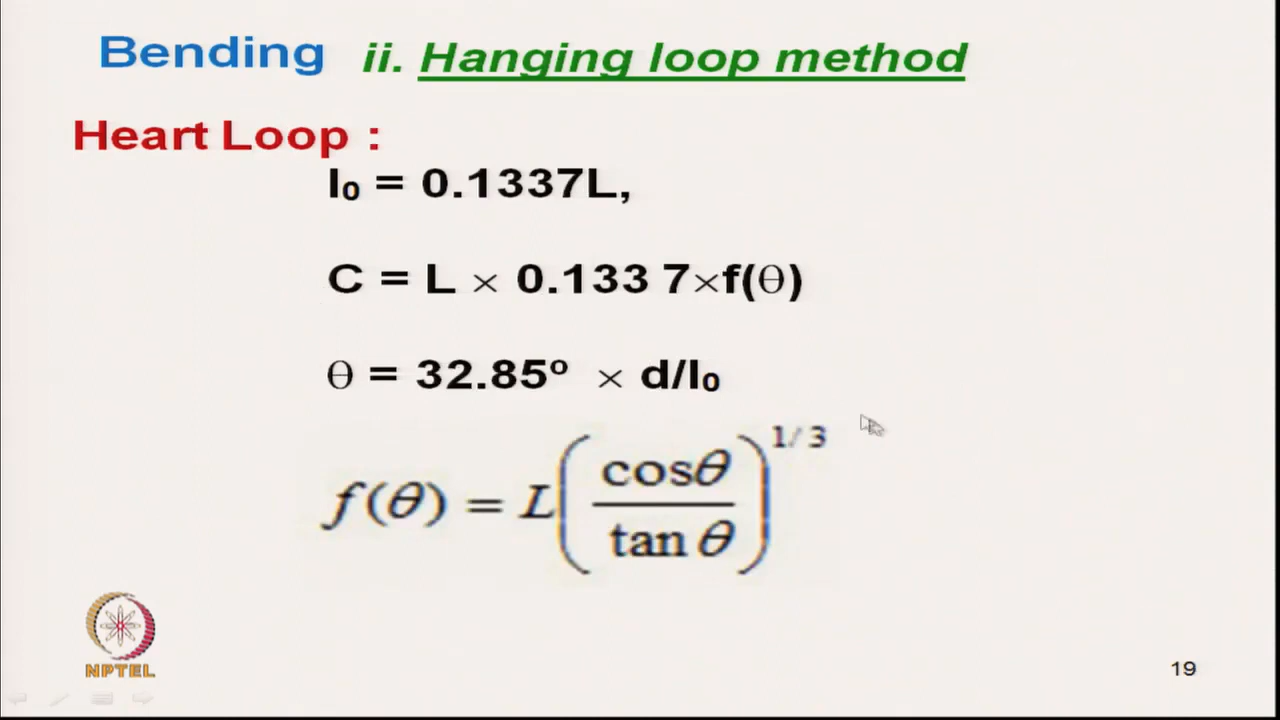 Bending ii. Hanging loop method
Heart Loop :
l₀ = 0.1337L,
C = L × 0.133 7×f(θ)
θ = 32.85º × d/l₀
f(θ) = L(cosθ/tanθ)^1/3
NPTEL
19